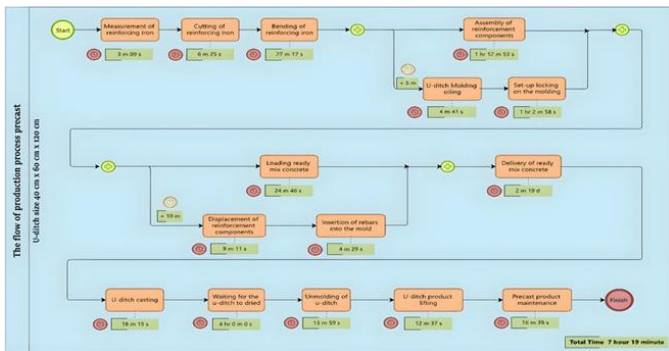 The flow of production process precast
U-ditch size 40 cm x 60 cm x 120 cm
Start
Measurement of
reinforcing iron
Cutting of
reinforcing iron
Bending of
reinforcing iron
Assembly of
reinforcement
components
3 m 09 s
6 m 25 s
27 m 17 s
1 hr 12 m 53 s
+ 5 m
U-ditch Molding
oiling
Set-up locking
on the molding
4 m 41 s
1 hr 2 m 58 s
Loading ready
mix concrete
Delivery of ready
mix concrete
24 m 46 s
2 m 19 d
+ 10 m
Displacement of
reinforcement
components
Insertion of rebars
into the mold
9 m 11 s
4 m 29 s
U-ditch casting
Waiting for the
u-ditch to dried
Unmolding of
u-ditch
U-ditch product
lifting
Precast product
maintenance
Finish
18 m 15 s
4 hr 0 m 0 s
13 m 59 s
12 m 37 s
16 m 39 s
Total Time 7 hour 19 minute